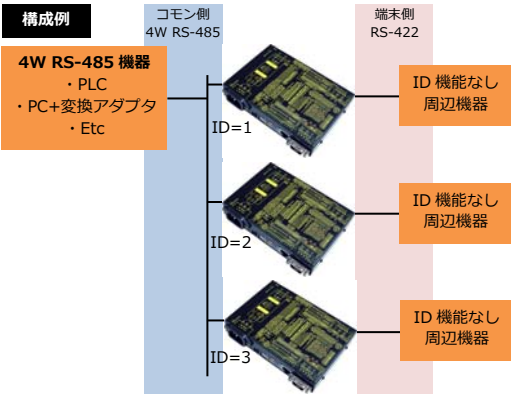 構成例
コモン側
4W RS-485
端末側
RS-422
4W RS-485 機器
・PLC
・PC+変換アダプタ
・Etc
ID=1
ID 機能なし
周辺機器
ID=2
ID 機能なし
周辺機器
ID=3
ID 機能なし
周辺機器